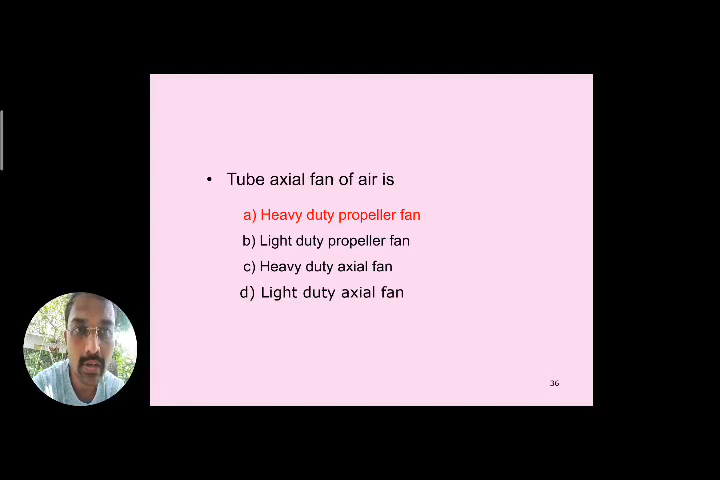 • Tube axial fan of air is
a) Heavy duty propeller fan
b) Light duty propeller fan
c) Heavy duty axial fan
d) Light duty axial fan
36